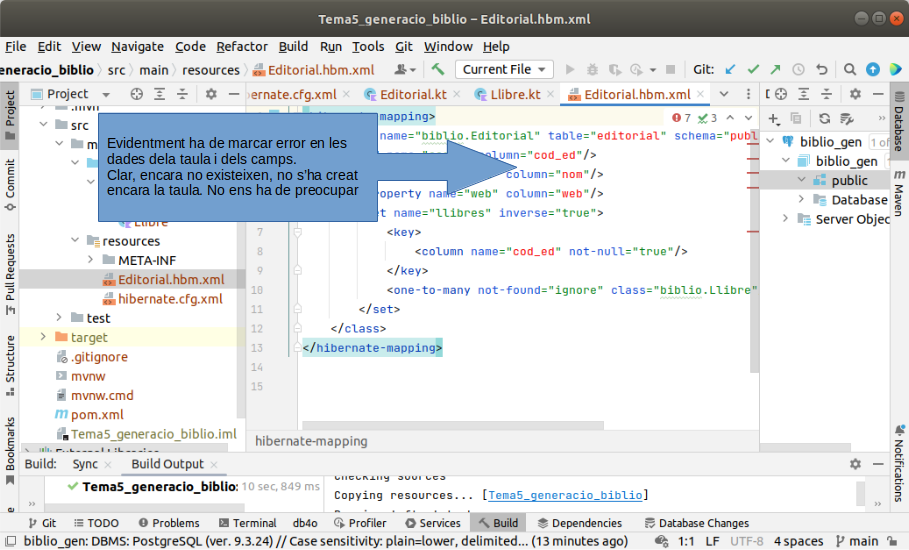 Tema5_generacio_biblio – Editorial.hbm.xml
File Edit View Navigate Code Refactor Build Run Tools Git Window Help
eneracio_biblio src main resources Editorial.hbm.xml Current File Git:
Project
ernate.cfg.xml Editorial.kt Llibre.kt Editorial.hbm.xml
src
resources
META-INF
Editorial.hbm.xml
hibernate.cfg.xml
test
target
.gitignore
mvnw
mvnw.cmd
pom.xml
Tema5_generacio_biblio.iml
External Libraries
Evidentment ha de marcar error en les
dades dela taula i dels camps.
Clar, encara no existeixen, no s'ha creat
encara la taula. No ens ha de preocupar
-mapping> 7 3
name="biblio.Editorial" table="editorial" schema="publ
column="cod_ed"/>
column="nom"/>
operty name="web" column="web"/>
t name="llibres" inverse="true">
7 <key>
8 <column name="cod_ed" not-null="true"/>
9 </key>
10 <one-to-many not-found="ignore" class="biblio.Llibre"
11 </set>
12 </class>
13 </hibernate-mapping>
14
15
hibernate-mapping
biblio_gen 1 of
biblio_gen
public
Database
Server Objec
Project
Commit
Pull Requests
Structure
Bookmarks
Database
Maven
Notifications
Build: Sync Build Output
Tema5_generacio_biblio: 10 sec, 849 ms
Checking sources
Copying resources... [Tema5_generacio_biblio]
Git TODO Problems Terminal db4o Profiler Services Build Dependencies Database Changes
biblio_gen: DBMS: PostgreSQL (ver. 9.3.24) // Case sensitivity: plain=lower, delimited... (13 minutes ago) 1:1 LF UTF-8 4 spaces main